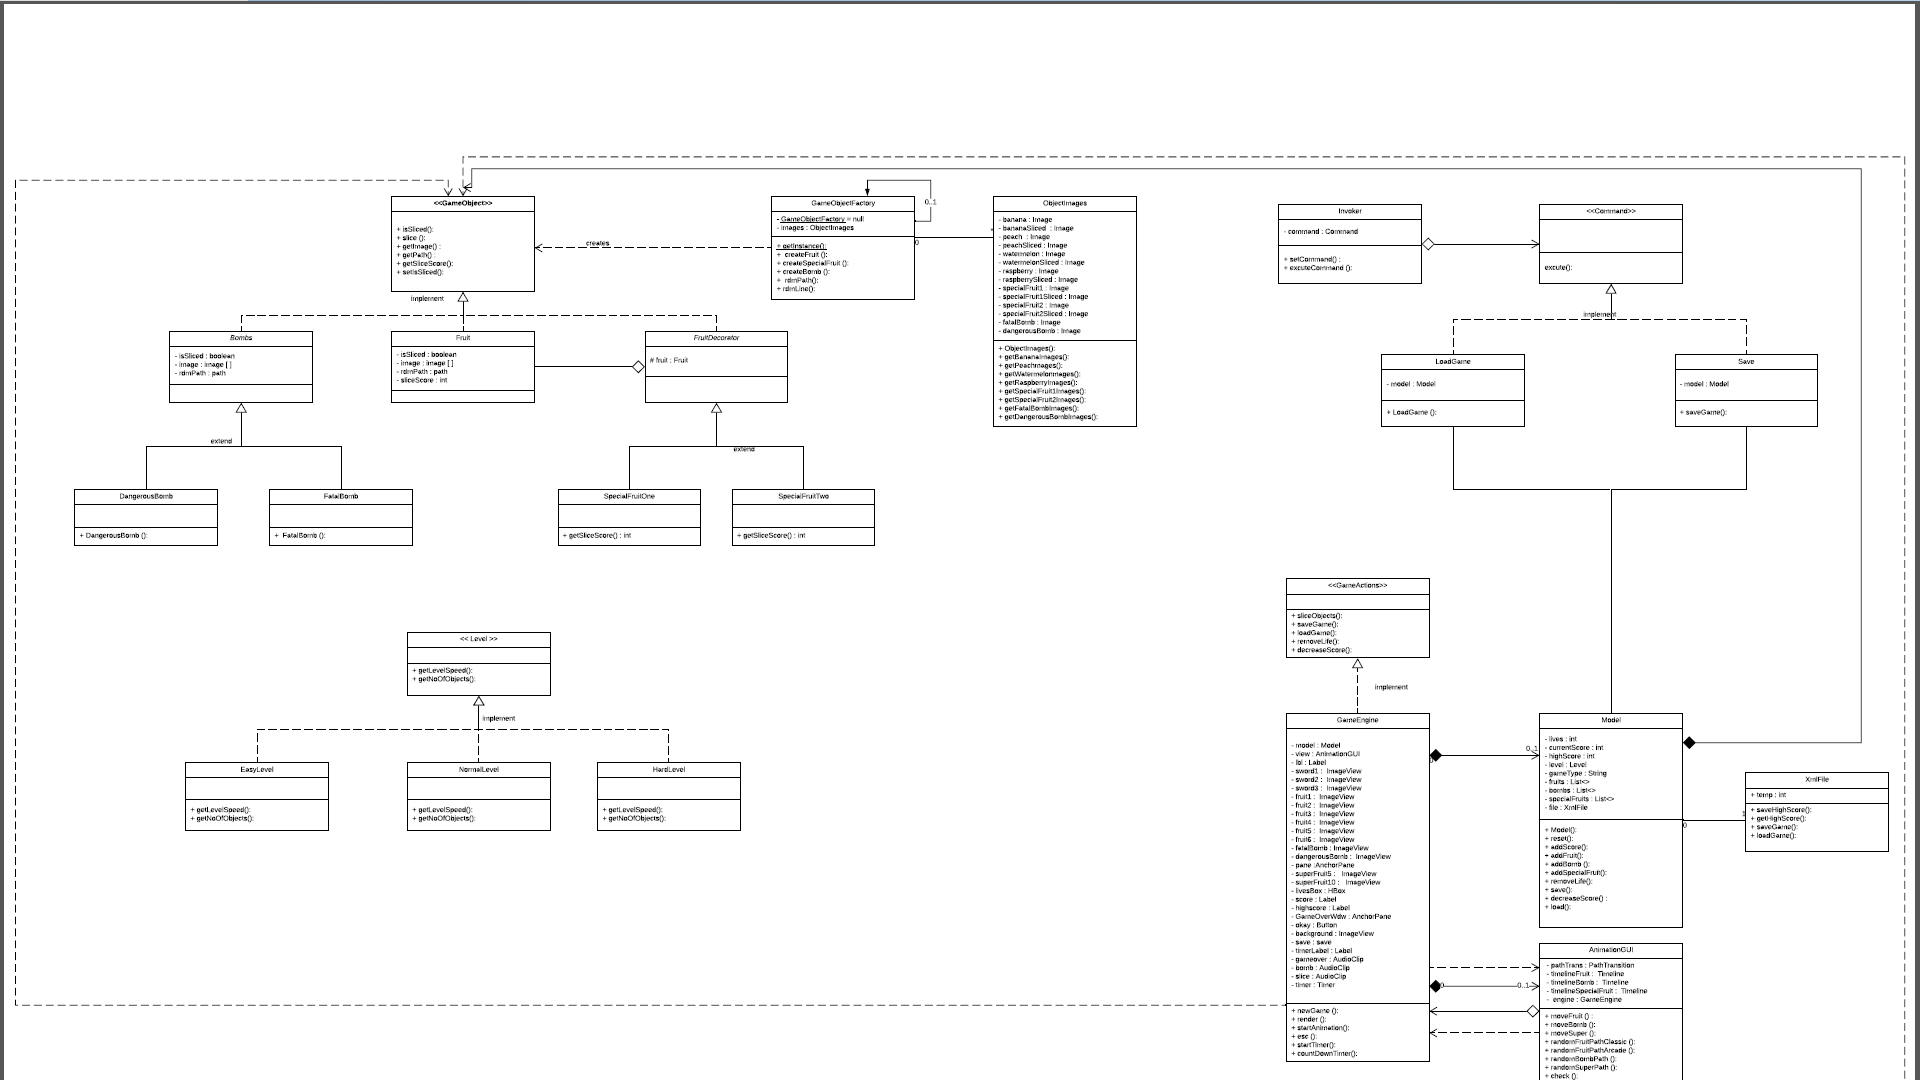 <<GameObject>>
+ isSliced():
+ slice ():
+ getImage() :
+ getPath() :
+ getSliceScore():
+ setIsSliced():
implement
creates
GameObjectFactory
- GameObjectFactory = null
- images : ObjectImages
+ getInstance():
+ createFruit ():
+ createSpecialFruit ():
+ createBomb ():
+ rdmPath():
+ rdmLine():
0..1
0
*
ObjectImages
- banana : Image
- bananaSliced : Image
- peach : Image
- peachSliced : Image
- watermelon : Image
- watermelonSliced : Image
- raspberry : Image
- raspberrySliced : Image
- specialFruit1 : Image
- specialFruit1Sliced : Image
- specialFruit2 : Image
- specialFruit2Sliced : Image
- fatalBomb : Image
- dangerousBomb : Image
+ ObjectImages():
+ getBananaImages():
+ getPeachImages():
+ getWatermelonImages():
+ getRaspberryImages():
+ getSpecialFruit1Images():
+ getSpecialFruit2Images():
+ getFatalBombImages():
+ getDangerousBombImages():
Invoker
- command : Command
+ setCommand() :
+ excuteCommand ():
<<Command>>
excute():
implement
Bombs
- isSliced : boolean
- image : image [ ]
- rdmPath : path
Fruit
- isSliced : boolean
- image : image [ ]
- rdmPath : path
- sliceScore : int
FruitDecorator
# fruit : Fruit
LoadGame
- model : Model
+ LoadGame ():
Save
- model : Model
+ saveGame():
extend
extend
DangerousBomb
+ DangerousBomb ():
FatalBomb
+ FatalBomb ():
SpecialFruitOne
+ getSliceScore() : int
SpecialFruitTwo
+ getSliceScore() : int
<<GameActions>>
+ sliceObjects():
+ saveGame():
+ loadGame():
+ removeLife():
+ decreaseScore():
implement
<< Level >>
+ getLevelSpeed():
+ getNoOfObjects():
implement
EasyLevel
+ getLevelSpeed():
+ getNoOfObjects():
NormalLevel
+ getLevelSpeed():
+ getNoOfObjects():
HardLevel
+ getLevelSpeed():
+ getNoOfObjects():
GameEngine
- model : Model
- view : AnimationGUI
- lbl : Label
- sword1 : ImageView
- sword2 : ImageView
- sword3 : ImageView
- fruit1 : ImageView
- fruit2 : ImageView
- fruit3 : ImageView
- fruit4 : ImageView
- fruit5 : ImageView
- fruit6 : ImageView
- fatalBomb : ImageView
- dangerousBomb : ImageView
- pane :AnchorPane
- superFruit5 : ImageView
- superFruit10 : ImageView
- livesBox : HBox
- score : Label
- highscore : Label
- GameOverWdw : AnchorPane
- okay : Button
- background : ImageView
- save : save
- timerLabel : Label
- gameover : AudioClip
- bomb : AudioClip
- slice : AudioClip
- timer : Timer
+ newGame ():
+ render ():
+ startAnimation():
+ esc ():
+ startTimer():
+ countDownTimer():
0
0..1
Model
- lives : int
- currentScore : int
- highScore : int
- level : Level
- gameType : String
- fruits : List<>
- bombs : List<>
- specialFruits : List<>
- file : XmlFile
+ Model():
+ reset():
+ addScore():
+ addFruit():
+ addBomb ():
+ addSpecialFruit():
+ removeLife():
+ save():
+ decreaseScore() :
+ load():
0
1
XmlFile
+ temp : int
+ saveHighScore():
+ getHighScore():
+ saveGame():
+ loadGame():
0
0..1
AnimationGUI
- pathTrans : PathTransition
- timelineFruit : Timeline
- timelineBomb : Timeline
- timelineSpecialFruit : Timeline
- engine : GameEngine
+ moveFruit () :
+ moveBomb ():
+ moveSuper ():
+ randomFruitPathClassic ():
+ randomFruitPathArcade ():
+ randomBombPath ():
+ randomSuperPath ():
+ check ():